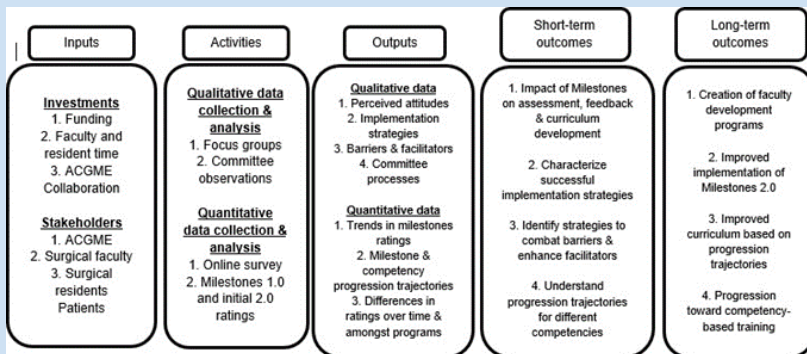 Inputs
Activities
Outputs
Short-term
outcomes
Long-term
outcomes
Investments
1. Funding
2. Faculty and
resident time
3. ACGME
Collaboration
Stakeholders
1. ACGME
2. Surgical faculty
3. Surgical
residents
Patients
Qualitative data
collection &
analysis
1. Focus groups
2. Committee
observations
Quantitative
data collection &
analysis
1. Online survey
2. Milestones 1.0
and initial 2.0
ratings
Qualitative data
1. Perceived attitudes
2. Implementation
strategies
3. Barriers & facilitators
4. Committee
processes
Quantitative data
1. Trends in milestones
ratings
2. Milestone &
competency
progression trajectories
3. Differences in
ratings over time &
amongst programs
1. Impact of Milestones
on assessment, feedback
& curriculum
development
2. Characterize
successful
implementation strategies
3. Identify strategies to
combat barriers &
enhance facilitators
4. Understand
progression trajectories
for different
competencies
1. Creation of faculty
development
programs
2. Improved
implementation of
Milestones 2.0
3. Improved
curriculum based on
progression
trajectories
4. Progression
toward competency-
based training